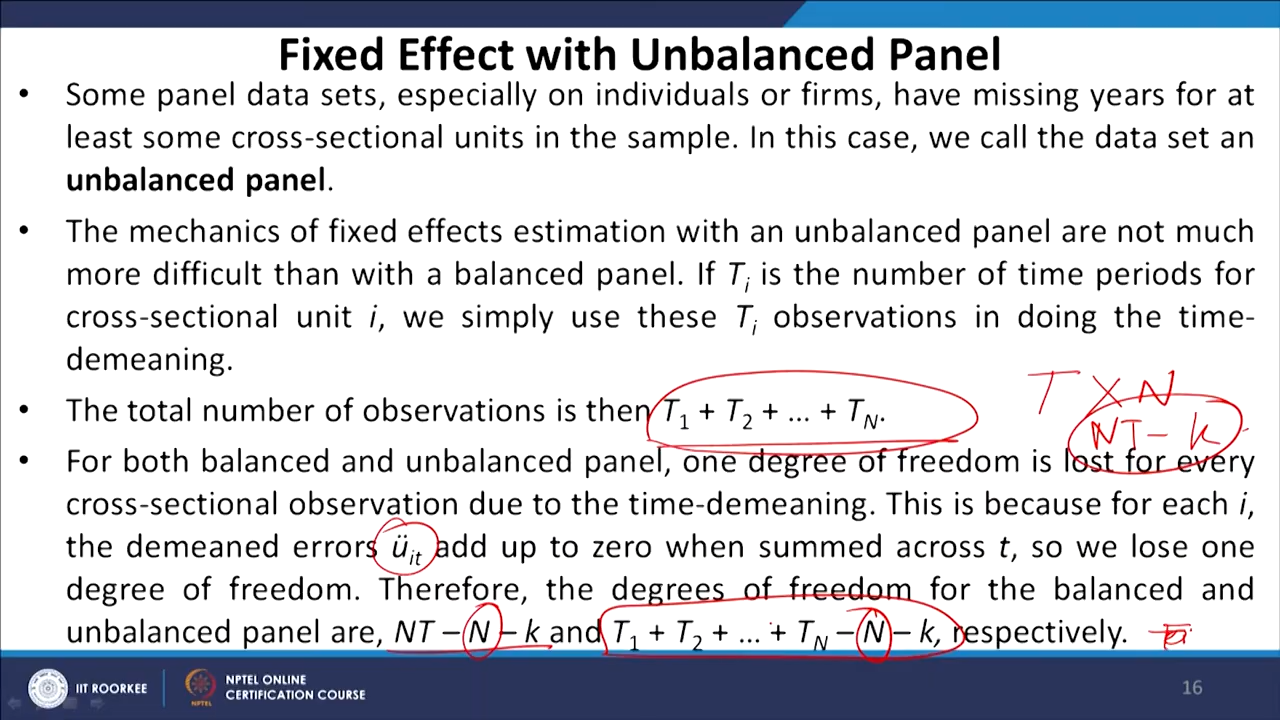 Fixed Effect with Unbalanced Panel
• Some panel data sets, especially on individuals or firms, have missing years for at
least some cross-sectional units in the sample. In this case, we call the data set an
unbalanced panel.
• The mechanics of fixed effects estimation with an unbalanced panel are not much
more difficult than with a balanced panel. If Tᵢ is the number of time periods for
cross-sectional unit i, we simply use these Tᵢ observations in doing the time-
demeaning.
T × N
• The total number of observations is then T₁ + T₂ + ... + T_N.
NT – k
• For both balanced and unbalanced panel, one degree of freedom is lost for every
cross-sectional observation due to the time-demeaning. This is because for each i,
the demeaned errors ü_it add up to zero when summed across t, so we lose one
degree of freedom. Therefore, the degrees of freedom for the balanced and
unbalanced panel are, NT – N – k and T₁ + T₂ + ... + T_N – N – k, respectively.
IIT ROORKEE
NPTEL ONLINE
CERTIFICATION COURSE
NPTEL
16